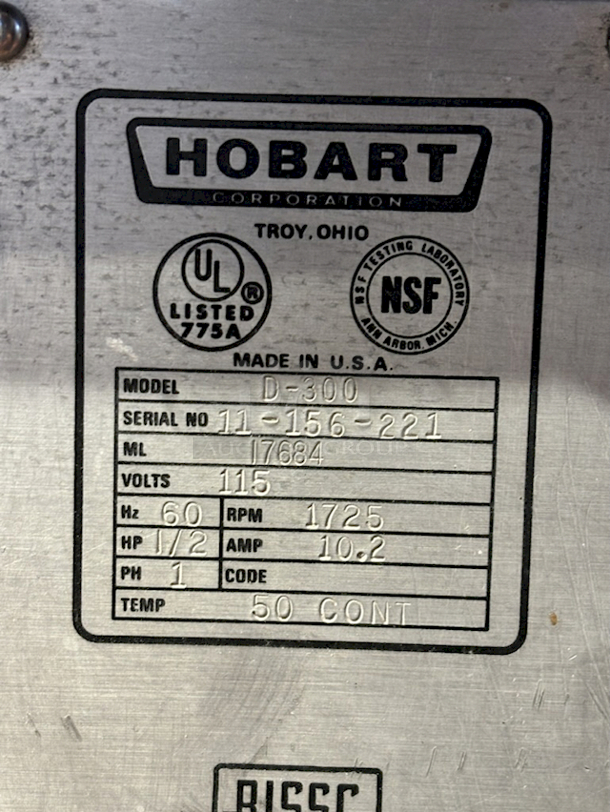 HOBART
CORPORATION
TROY, OHIO
UL ®
LISTED
775A
NSF TESTING LABORATORY
NSF
ANN ARBOR, MICH.
MADE IN U.S.A.
MODEL D-300
SERIAL NO 11-156-221
ML 17684
VOLTS 115
Hz 60 RPM 1725
HP 1/2 AMP 10.2
PH 1 CODE
TEMP 50 CONT
BISSC